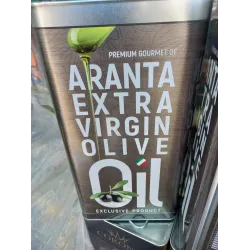 PREMIUM GOURMET OF
ARANTA
EXTRA
VIRGIN
OLIVE
Oil
EXCLUSIVE PRODUCT